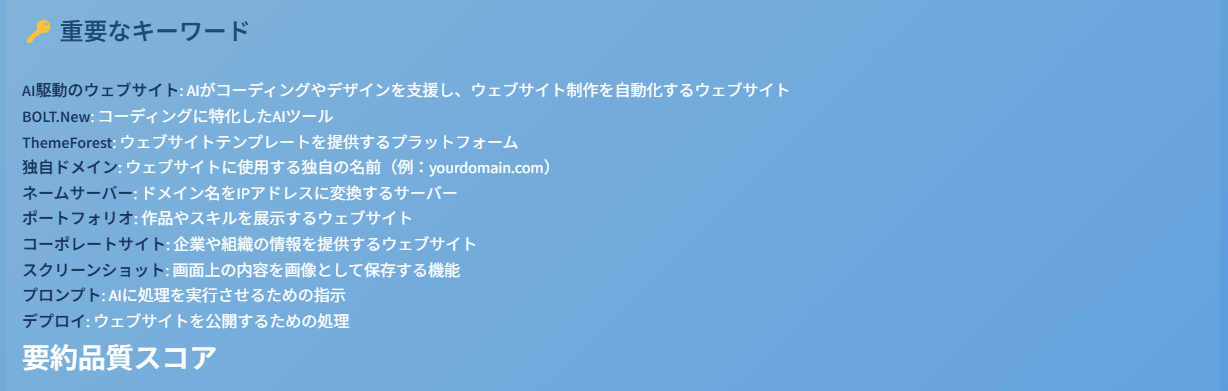 🔑 重要なキーワード
AI駆動のウェブサイト: AIがコーディングやデザインを支援し、ウェブサイト制作を自動化するウェブサイト
BOLT.New: コーディングに特化したAIツール
ThemeForest: ウェブサイトテンプレートを提供するプラットフォーム
独自ドメイン: ウェブサイトに使用する独自の名前（例：yourdomain.com）
ネームサーバー: ドメイン名をIPアドレスに変換するサーバー
ポートフォリオ: 作品やスキルを展示するウェブサイト
コーポレートサイト: 企業や組織の情報を提供するウェブサイト
スクリーンショット: 画面上の内容を画像として保存する機能
プロンプト: AIに処理を実行させるための指示
デプロイ: ウェブサイトを公開するための処理
要約品質スコア